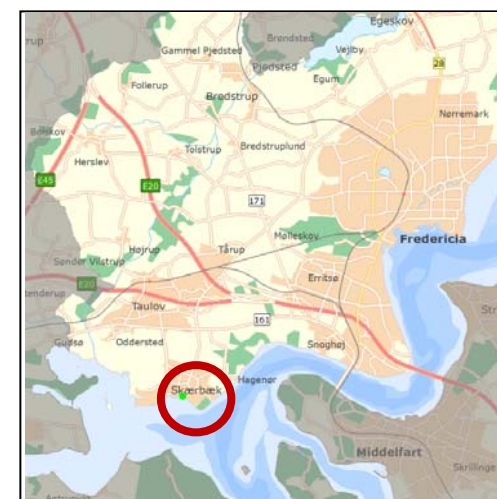 Egeskov
Brøndsted
Gammel Pjedsted
Vejlby
Pjedsted
28
Follerup
Egum
Bredstrup
Nørremark
Herslev
Tolstrup
Bredstruplund
E45
E20
171
Højrup
Tårup
Mølleskov
Fredericia
Sønder Vilstrup
E20
Erritsø
Taulov
161
Gudsø
Oddersted
Snoghøj
Skærbæk
Hagenør
Middelfart
Skrillinge